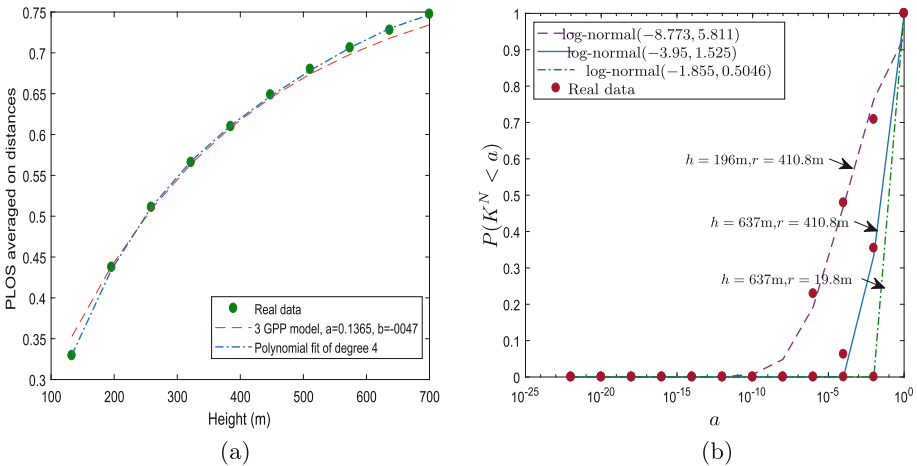 0.75
0.7
0.65
0.6
0.55
0.5
0.45
0.4
0.35
0.3
PLOS averaged on distances
Real data
3 GPP model, a=0.1365, b=-0047
Polynomial fit of degree 4
100 200 300 400 500 600 700
Height (m)
(a)
1
0.9
0.8
0.7
0.6
0.5
0.4
0.3
0.2
0.1
0
P(K^N < a)
log-normal(−8.773, 5.811)
log-normal(−3.95, 1.525)
log-normal(−1.855, 0.5046)
Real data
h = 196m,r = 410.8m
h = 637m,r = 410.8m
h = 637m,r = 19.8m
10^-25 10^-20 10^-15 10^-10 10^-5 10^0
a
(b)